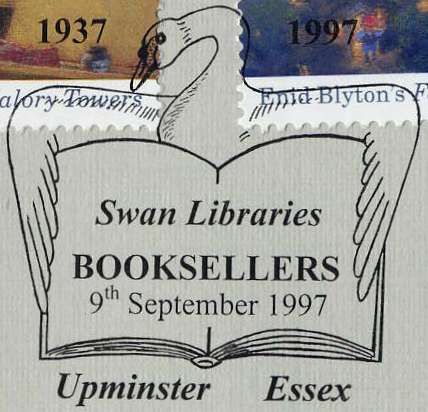 1937 1997
alory Towers Enid Blyton's F
Swan Libraries
BOOKSELLERS
9th September 1997
Upminster Essex